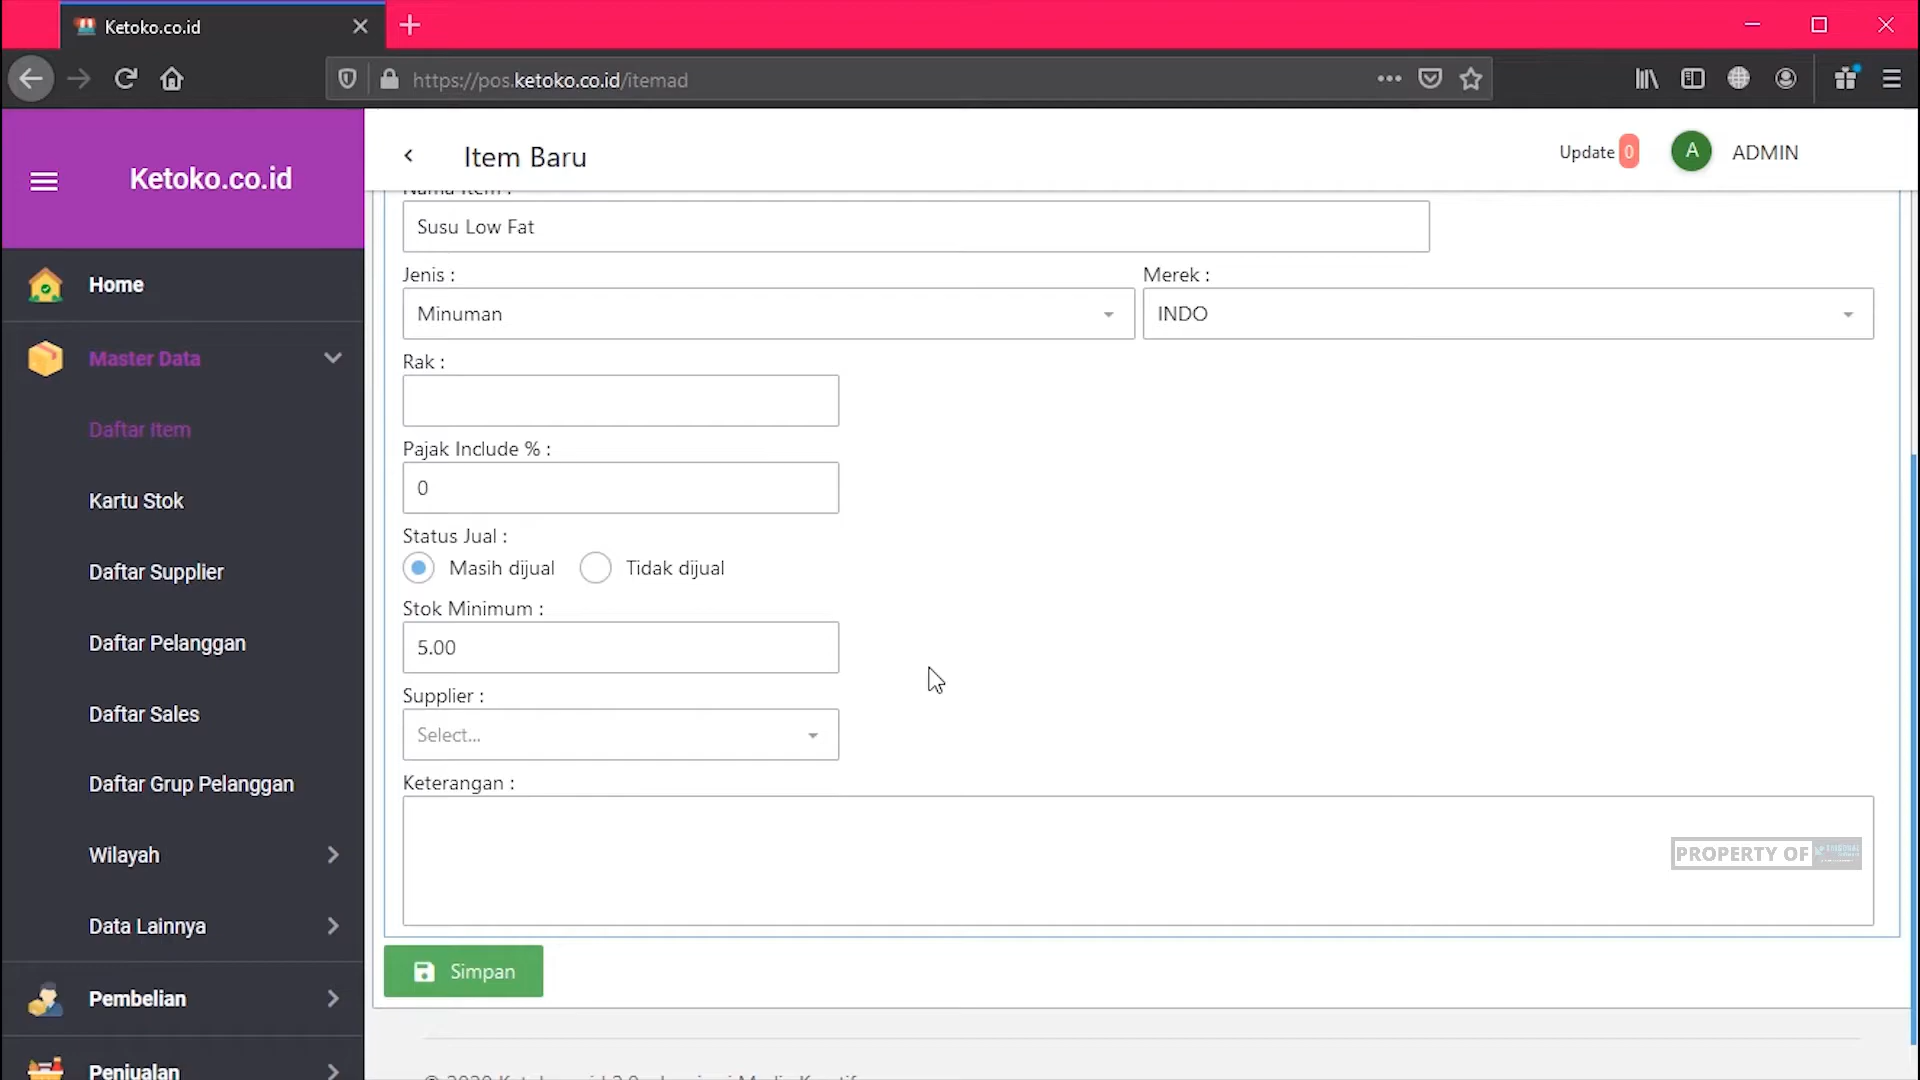 Ketoko.co.id
https://pos.ketoko.co.id/itemad
Ketoko.co.id
Item Baru
Update 0
A
ADMIN
Home
Master Data
Daftar Item
Kartu Stok
Daftar Supplier
Daftar Pelanggan
Daftar Sales
Daftar Grup Pelanggan
Wilayah
Data Lainnya
Pembelian
Penjualan
Nama Item :
Susu Low Fat
Jenis :
Merek :
Minuman
INDO
Rak :
Pajak Include % :
0
Status Jual :
Masih dijual
Tidak dijual
Stok Minimum :
5.00
Supplier :
Select...
Keterangan :
PROPERTY OF
Simpan